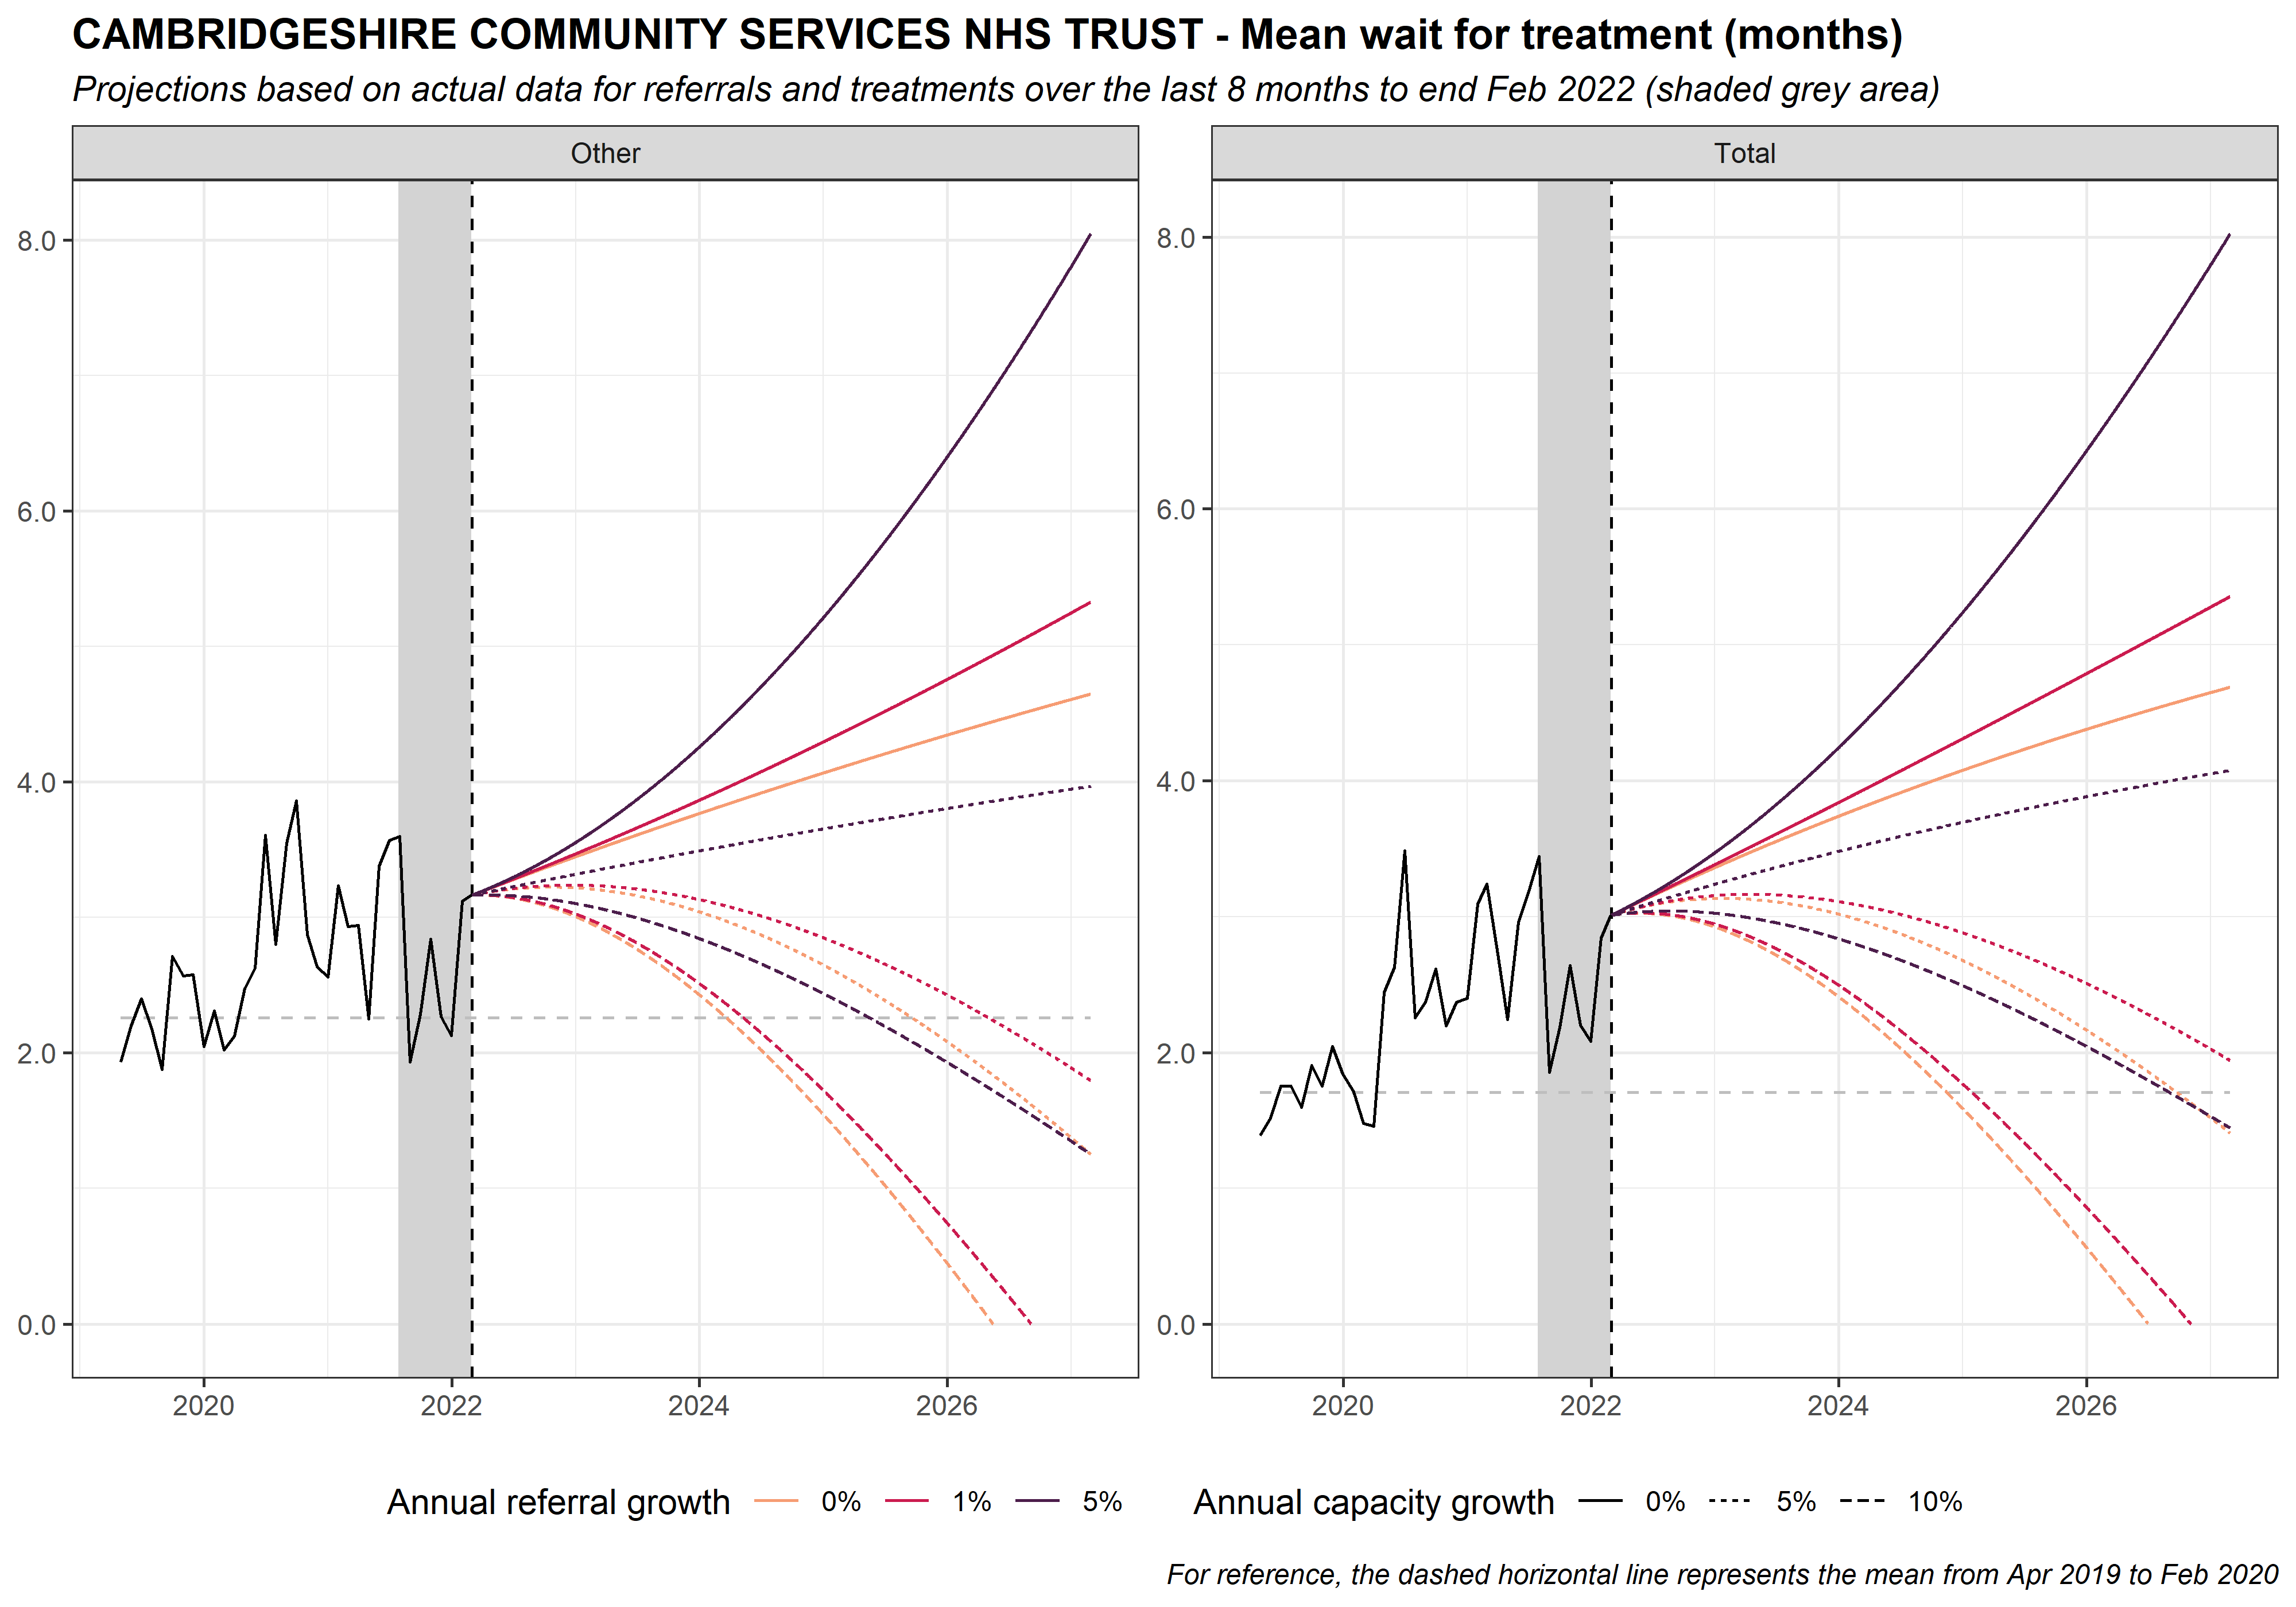 CAMBRIDGESHIRE COMMUNITY SERVICES NHS TRUST - Mean wait for treatment (months)
Projections based on actual data for referrals and treatments over the last 8 months to end Feb 2022 (shaded grey area)
Other
8.0
6.0
4.0
2.0
0.0
2020 2022 2024 2026
Total
8.0
6.0
4.0
2.0
0.0
2020 2022 2024 2026
Annual referral growth 0% 1% 5%
Annual capacity growth 0% 5% 10%
For reference, the dashed horizontal line represents the mean from Apr 2019 to Feb 2020